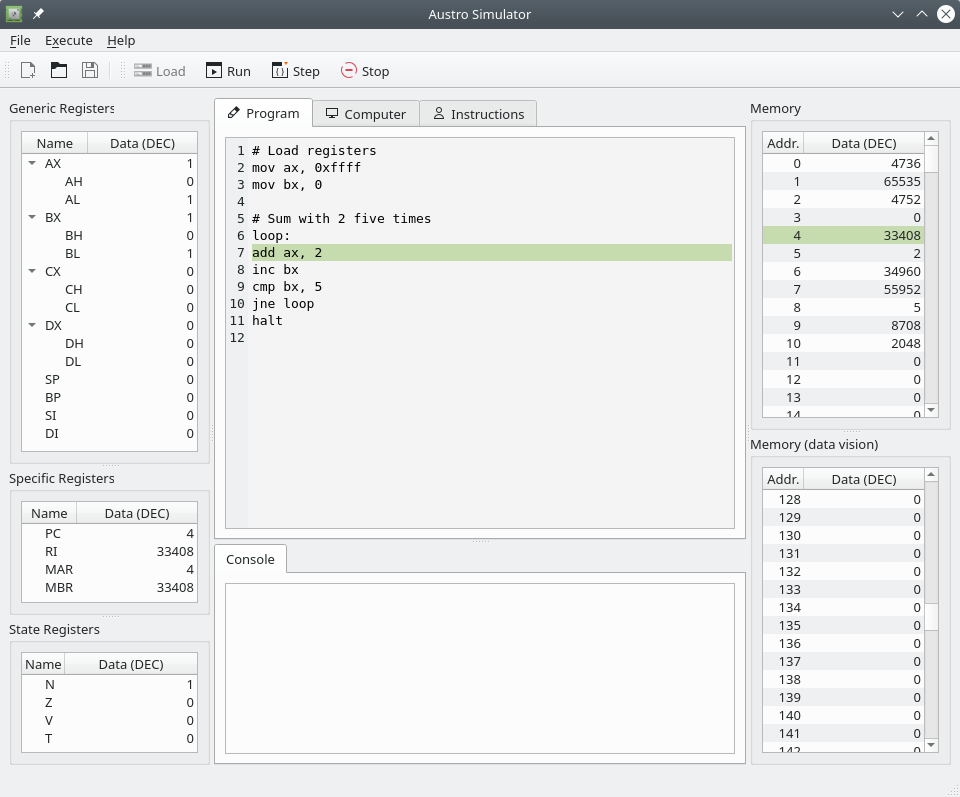 Austro Simulator
File Execute Help
Load Run Step Stop
Generic Registers
Name Data (DEC)
AX 1
AH 0
AL 1
BX 1
BH 0
BL 1
CX 0
CH 0
CL 0
DX 0
DH 0
DL 0
SP 0
BP 0
SI 0
DI 0
Specific Registers
Name Data (DEC)
PC 4
RI 33408
MAR 4
MBR 33408
State Registers
Name Data (DEC)
N 1
Z 0
V 0
T 0
Program Computer Instructions
1 # Load registers
2 mov ax, 0xffff
3 mov bx, 0
4
5 # Sum with 2 five times
6 loop:
7 add ax, 2
8 inc bx
9 cmp bx, 5
10 jne loop
11 halt
12
Console
Memory
Addr. Data (DEC)
0 4736
1 65535
2 4752
3 0
4 33408
5 2
6 34960
7 55952
8 5
9 8708
10 2048
11 0
12 0
13 0
14 0
Memory (data vision)
Addr. Data (DEC)
128 0
129 0
130 0
131 0
132 0
133 0
134 0
135 0
136 0
137 0
138 0
139 0
140 0
141 0
142 0